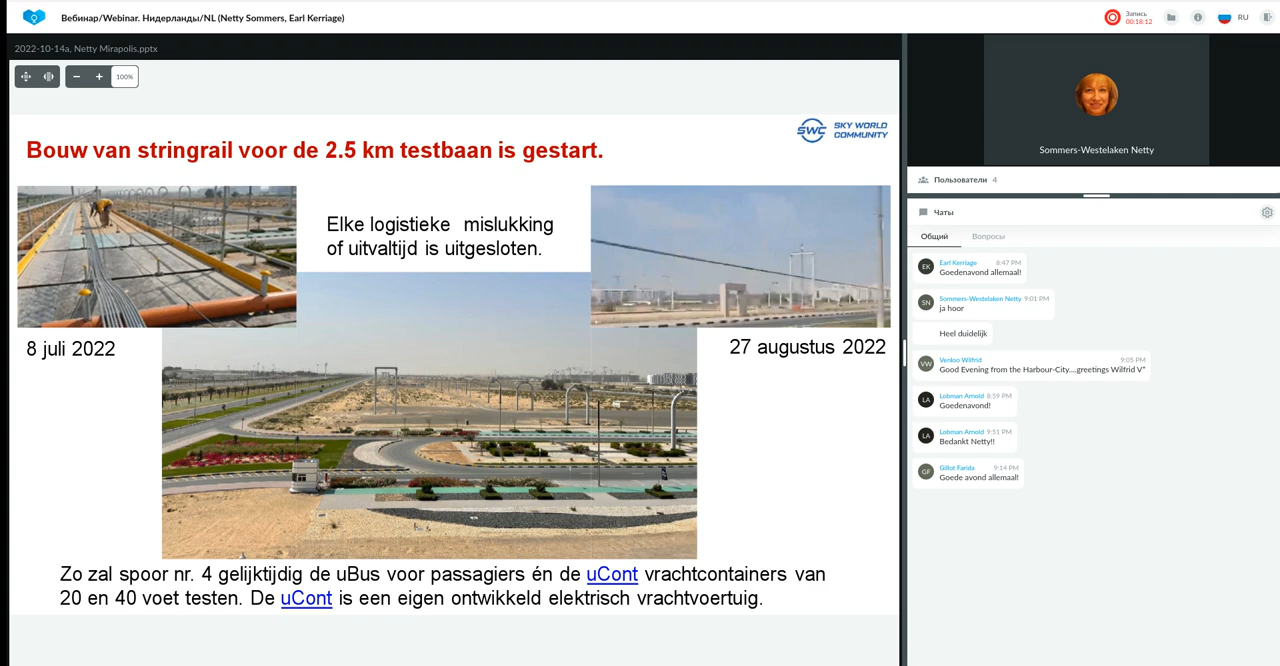 Вебинар/Webinar. Нидерланды/NL (Netty Sommers, Earl Kerriage)
Запись
00:18:12
RU
2022-10-14a, Netty Mirapolis.pptx
100%
SWC SKY WORLD
COMMUNITY
Bouw van stringrail voor de 2.5 km testbaan is gestart.
Elke logistieke mislukking
of uitvaltijd is uitgesloten.
8 juli 2022
27 augustus 2022
Zo zal spoor nr. 4 gelijktijdig de uBus voor passagiers én de uCont vrachtcontainers van
20 en 40 voet testen. De uCont is een eigen ontwikkeld elektrisch vrachtvoertuig.
Sommers-Westelaken Netty
Пользователи 4
Чаты
Общий Вопросы
EK Earl Kerriage 8:47 PM
Goedenavond allemaal!
SN Sommers-Westelaken Netty 9:01 PM
ja hoor
Heel duidelijk
VW Venloo Wilfrid 9:05 PM
Good Evening from the Harbour-City....greetings Wilfrid V"
LA Lobman Arnold 8:59 PM
Goedenavond!
LA Lobman Arnold 9:51 PM
Bedankt Netty!!
GF Gillot Farida 9:14 PM
Goede avond allemaal!